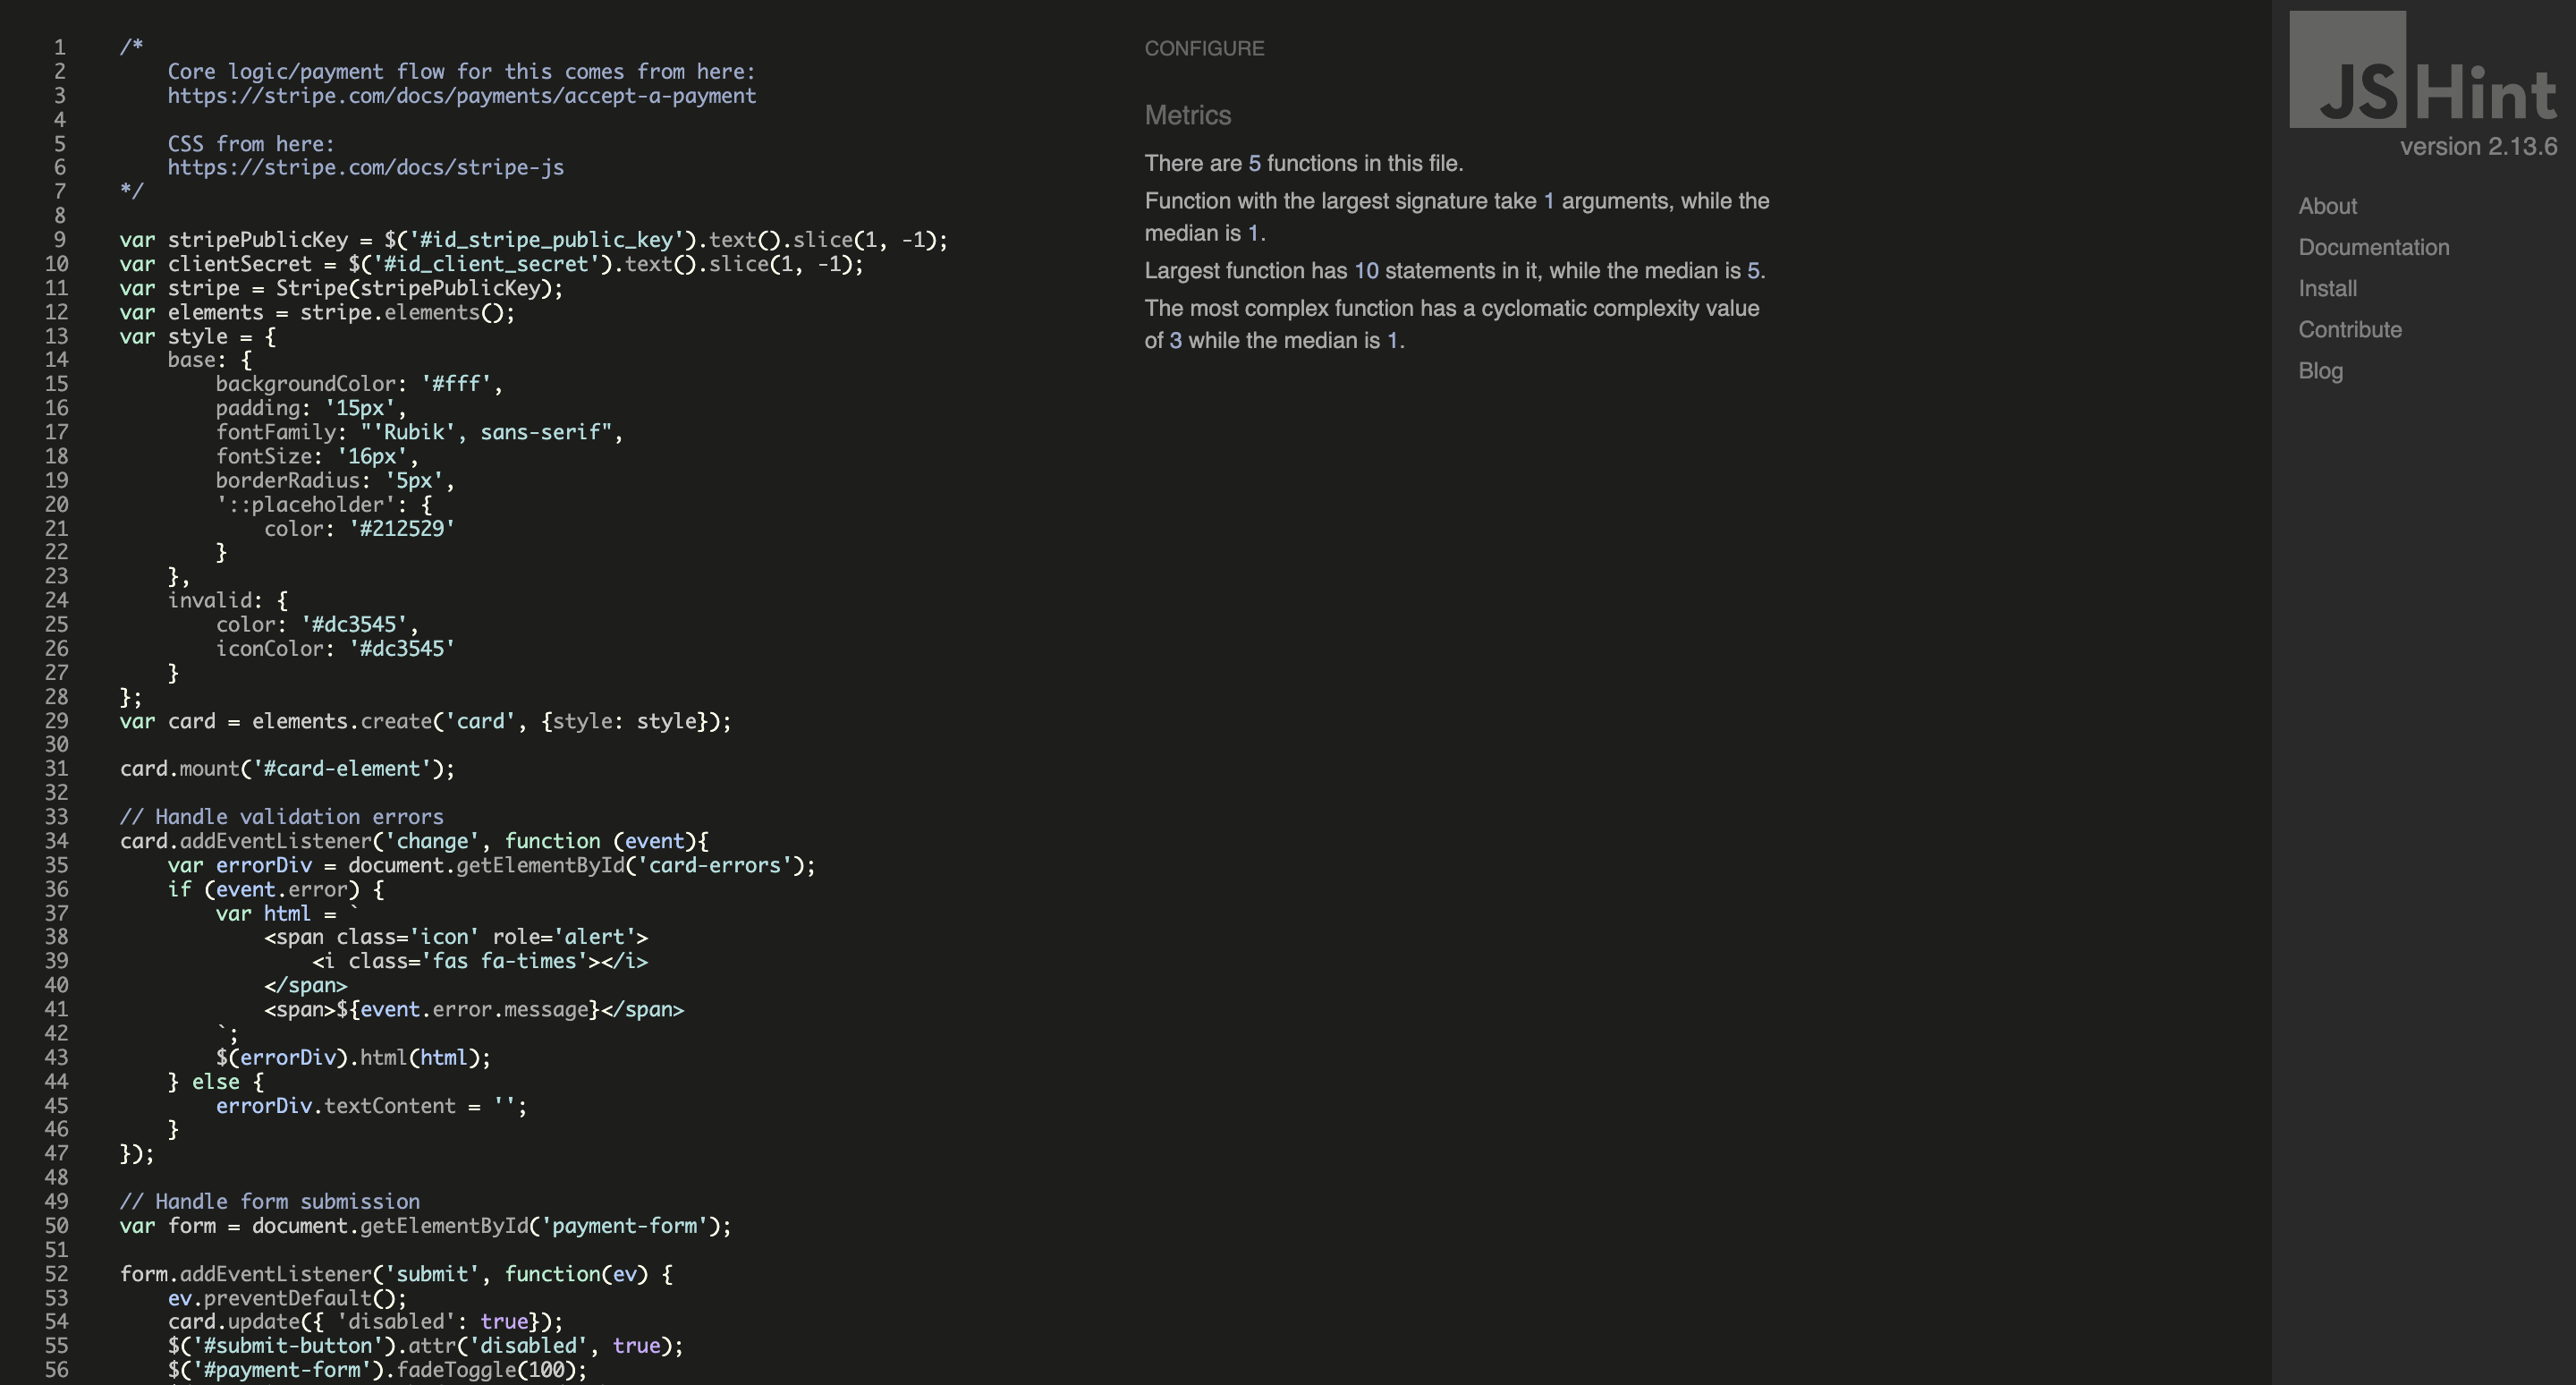 1 /*
2 Core logic/payment flow for this comes from here:
3 https://stripe.com/docs/payments/accept-a-payment
4
5 CSS from here:
6 https://stripe.com/docs/stripe-js
7 */
8
9 var stripePublicKey = $('#id_stripe_public_key').text().slice(1, -1);
10 var clientSecret = $('#id_client_secret').text().slice(1, -1);
11 var stripe = Stripe(stripePublicKey);
12 var elements = stripe.elements();
13 var style = {
14 base: {
15 backgroundColor: '#fff',
16 padding: '15px',
17 fontFamily: "'Rubik', sans-serif",
18 fontSize: '16px',
19 borderRadius: '5px',
20 '::placeholder': {
21 color: '#212529'
22 }
23 },
24 invalid: {
25 color: '#dc3545',
26 iconColor: '#dc3545'
27 }
28 };
29 var card = elements.create('card', {style: style});
30
31 card.mount('#card-element');
32
33 // Handle validation errors
34 card.addEventListener('change', function (event){
35 var errorDiv = document.getElementById('card-errors');
36 if (event.error) {
37 var html = `
38 <span class='icon' role='alert'>
39 <i class='fas fa-times'></i>
40 </span>
41 <span>${event.error.message}</span>
42 `;
43 $(errorDiv).html(html);
44 } else {
45 errorDiv.textContent = '';
46 }
47 });
48
49 // Handle form submission
50 var form = document.getElementById('payment-form');
51
52 form.addEventListener('submit', function(ev) {
53 ev.preventDefault();
54 card.update({ 'disabled': true});
55 $('#submit-button').attr('disabled', true);
56 $('#payment-form').fadeToggle(100);
CONFIGURE
Metrics
There are 5 functions in this file.
Function with the largest signature take 1 arguments, while the
median is 1.
Largest function has 10 statements in it, while the median is 5.
The most complex function has a cyclomatic complexity value
of 3 while the median is 1.
JSHint
version 2.13.6
About
Documentation
Install
Contribute
Blog